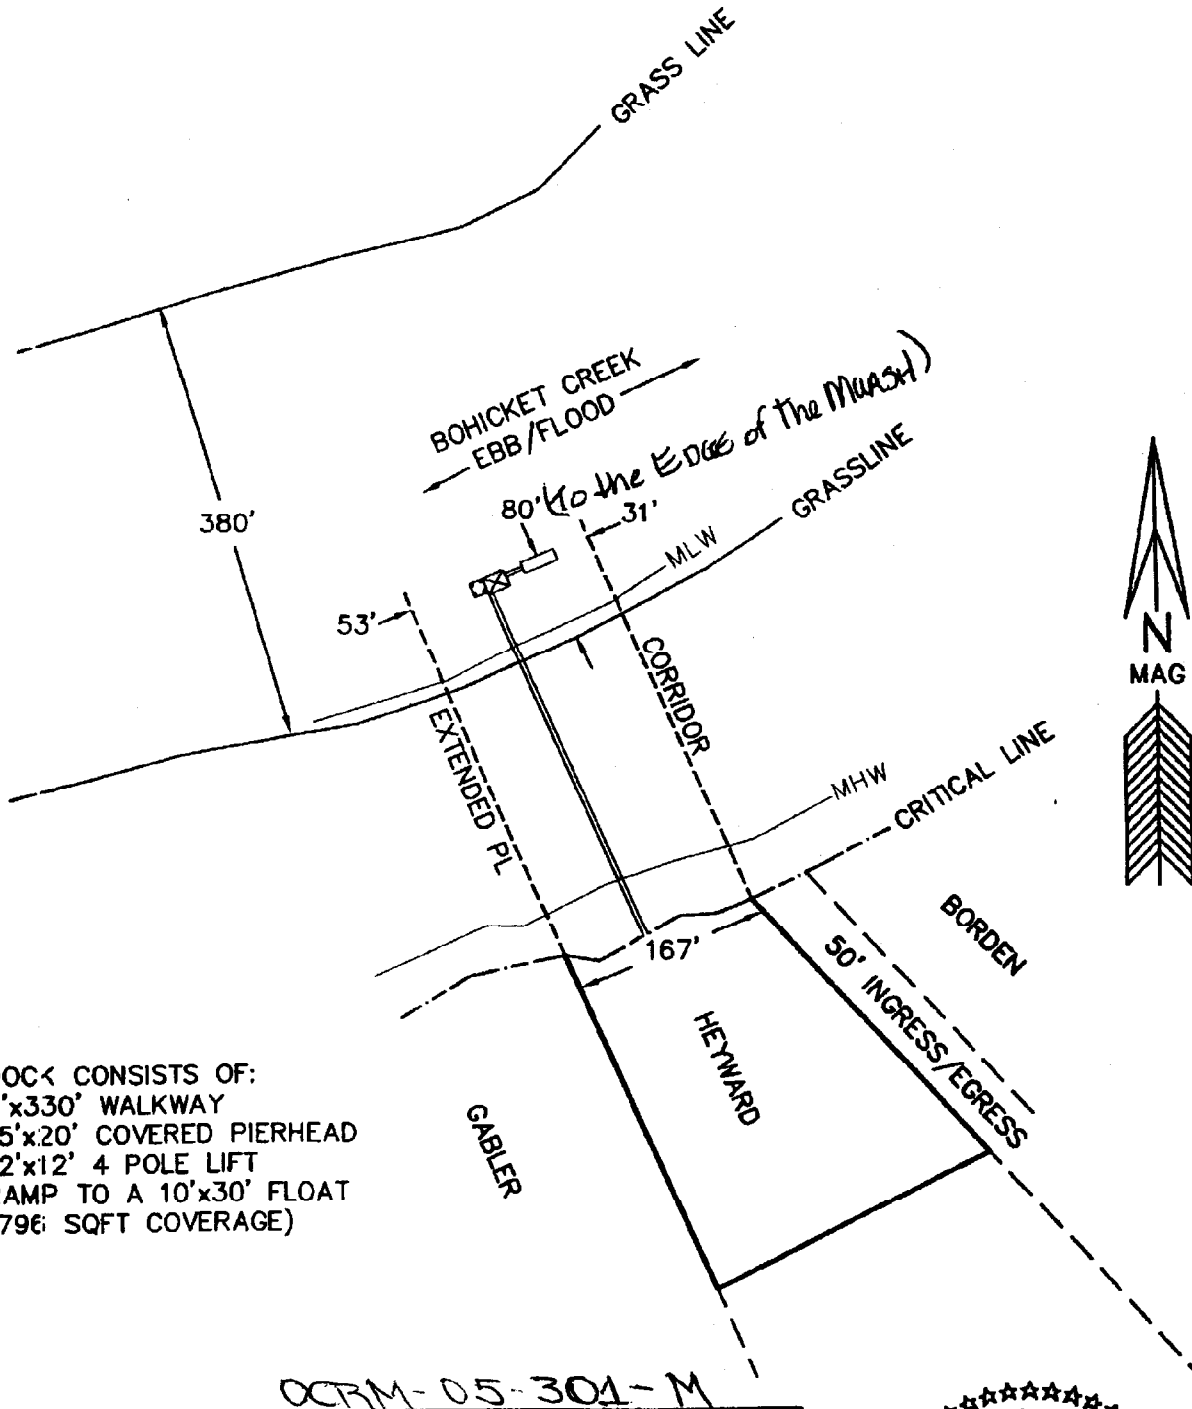 GRASS LINE
BOHICKET CREEK
EBB/FLOOD
80' (to the EDGE of The MARSH)
31'
GRASSLINE
380'
MLW
53'
CORRIDOR
N
MAG
EXTENDED PL
MHW
CRITICAL LINE
167'
BORDEN
50' INGRESS/EGRESS
HEYWARD
GABLER
OCK CONSISTS OF:
'x330' WALKWAY
5'x20' COVERED PIERHEAD
2'x12' 4 POLE LIFT
AMP TO A 10'x30' FLOAT
796 SQFT COVERAGE)
OCRM-05-301-M